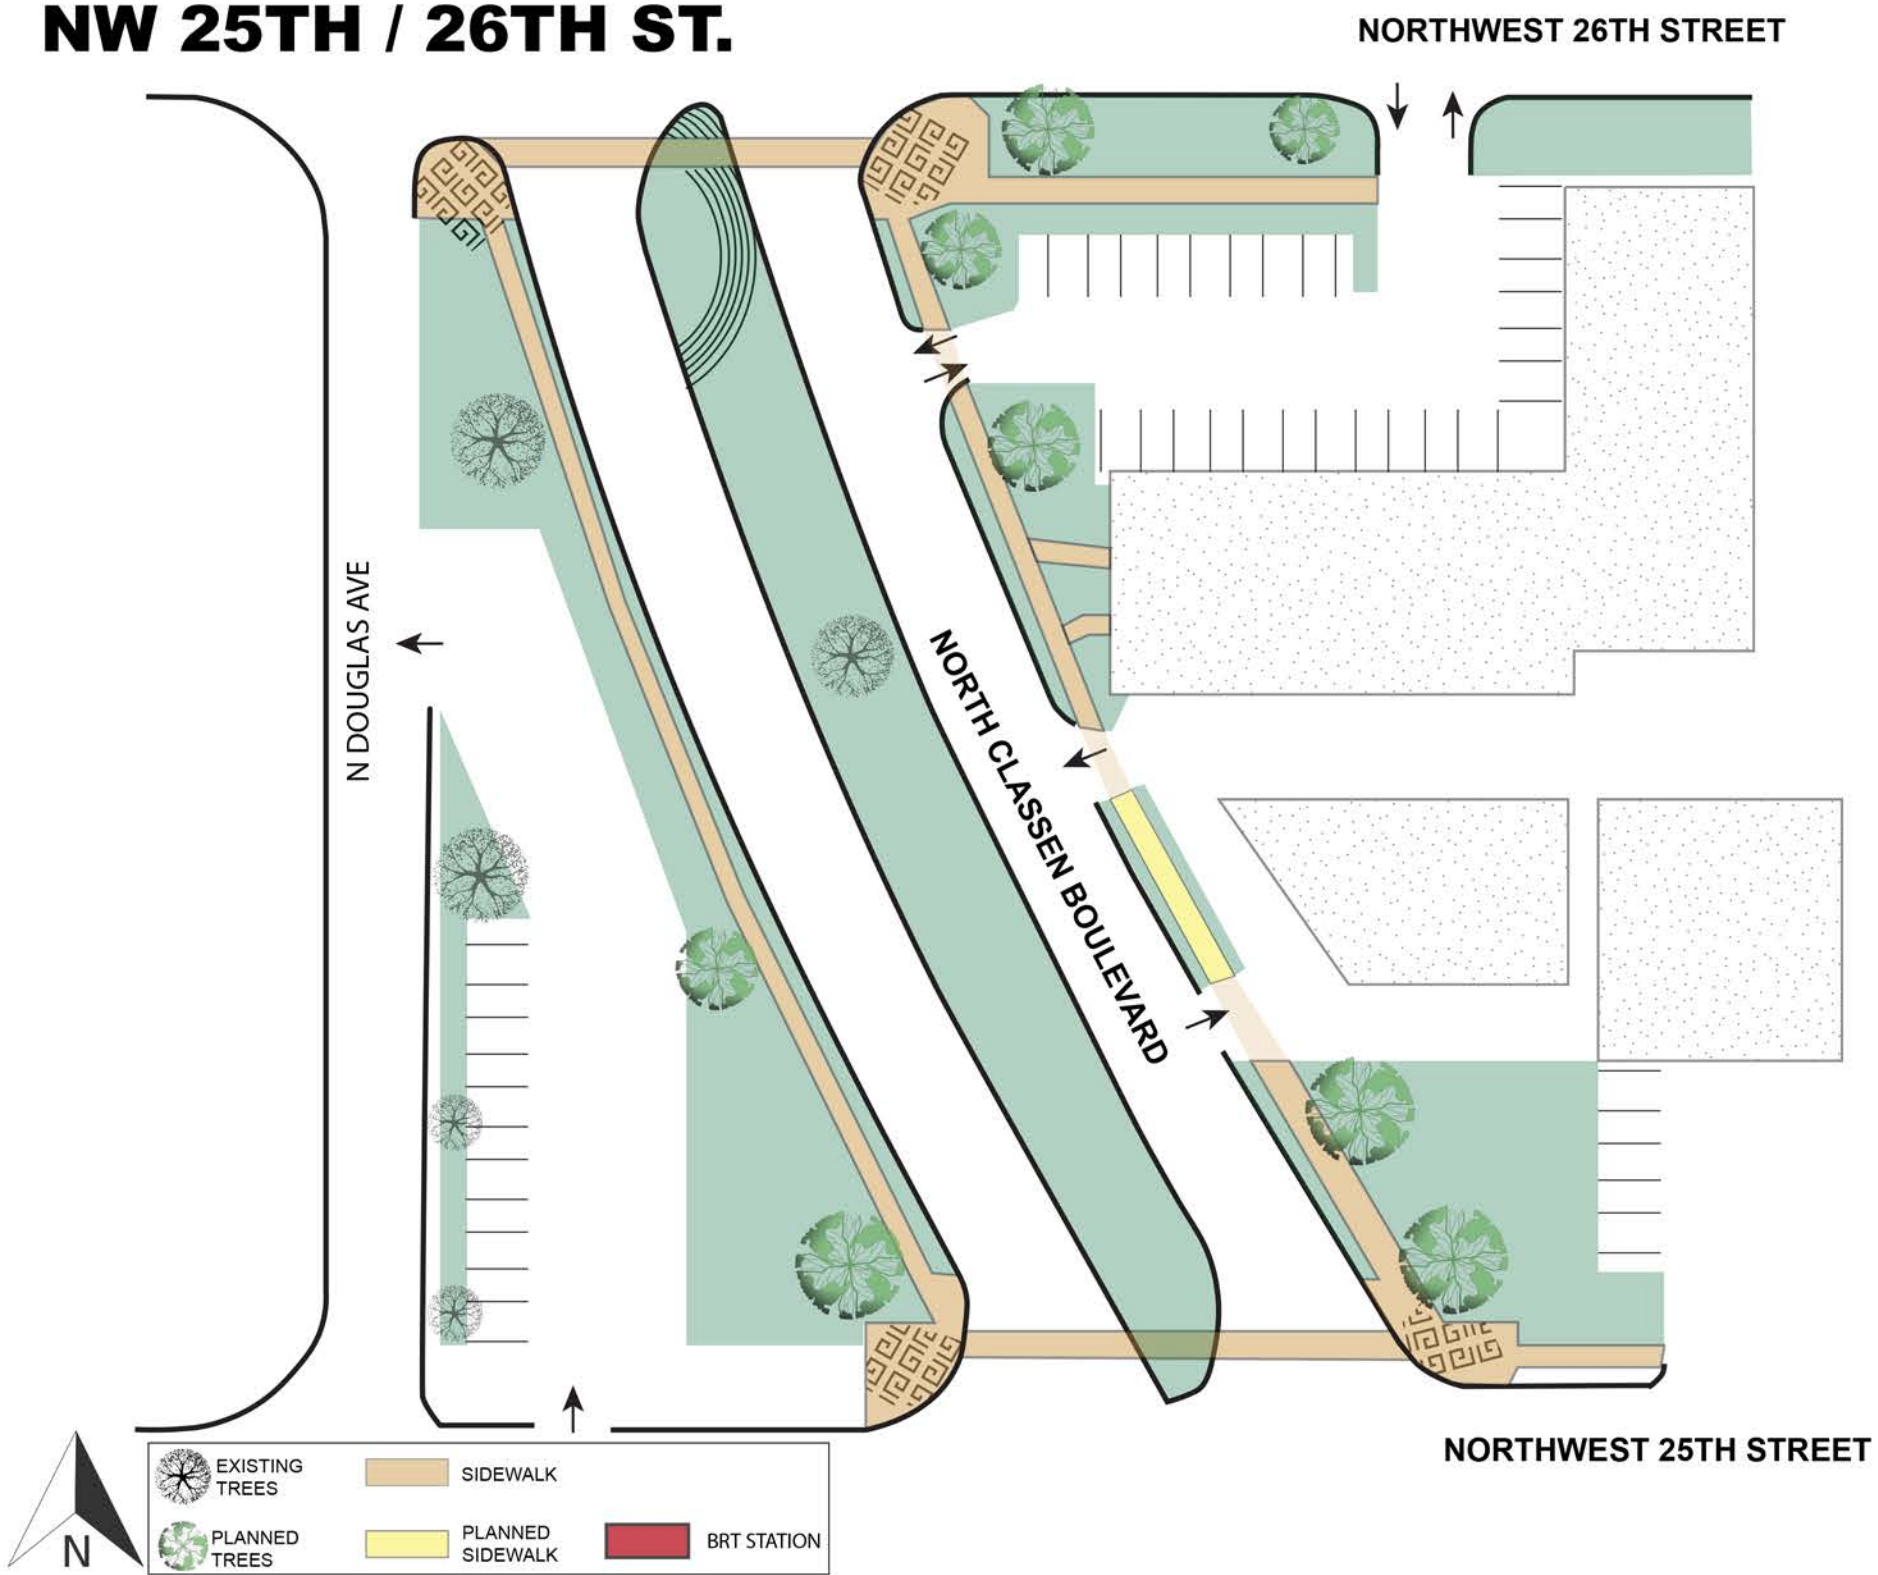 NW 25TH / 26TH ST.
NORTHWEST 26TH STREET
N DOUGLAS AVE
NORTH CLASSEN BOULEVARD
NORTHWEST 25TH STREET
N
EXISTING
TREES
SIDEWALK
PLANNED
TREES
PLANNED
SIDEWALK
BRT STATION